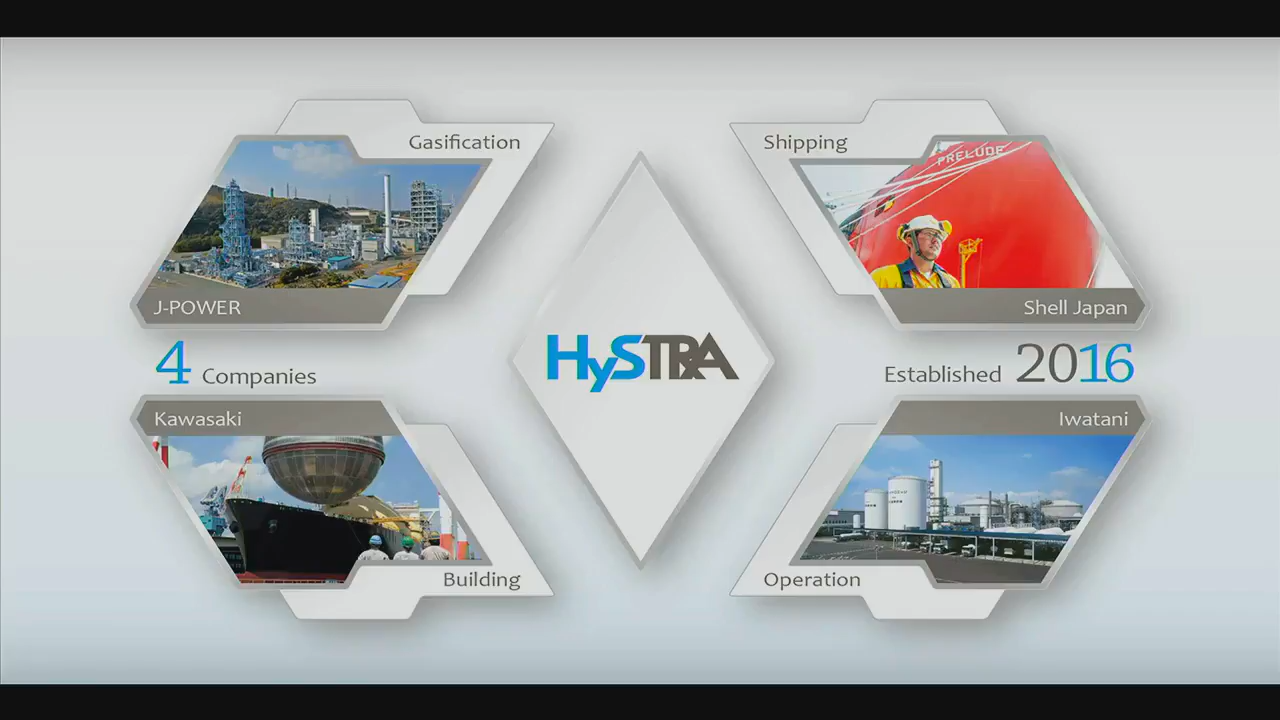 Gasification
Shipping
PRELUDE
J-POWER
Shell Japan
HySTRA
4 Companies
Established 2016
Kawasaki
Iwatani
Building
Operation